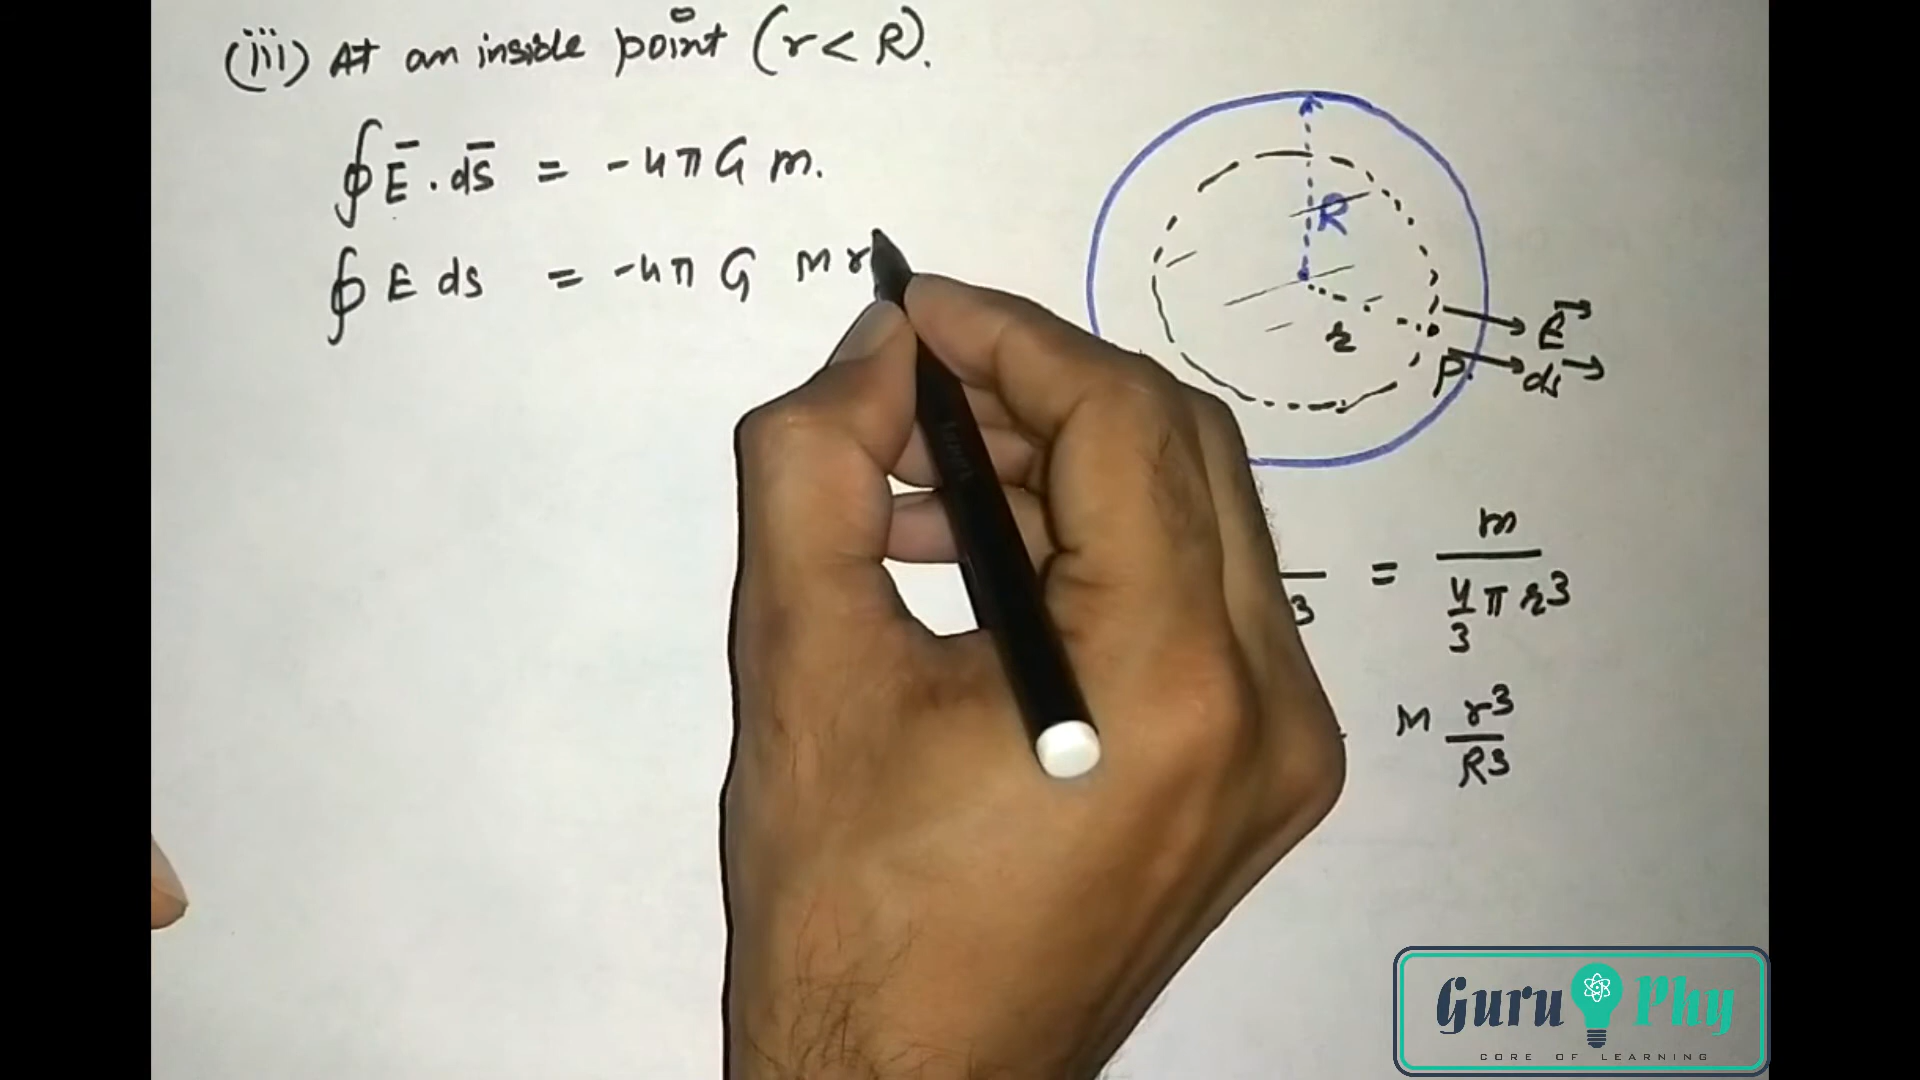 (iii) At an inside point (r < R).
∮ E̅ . dS̅ = -4πG m.
∮ E ds = -4π G M r
R
r
E⃗
P.
ds⃗
3 = m / (4/3 π r³)
M r³/R³
Guru Phy
CORE OF LEARNING